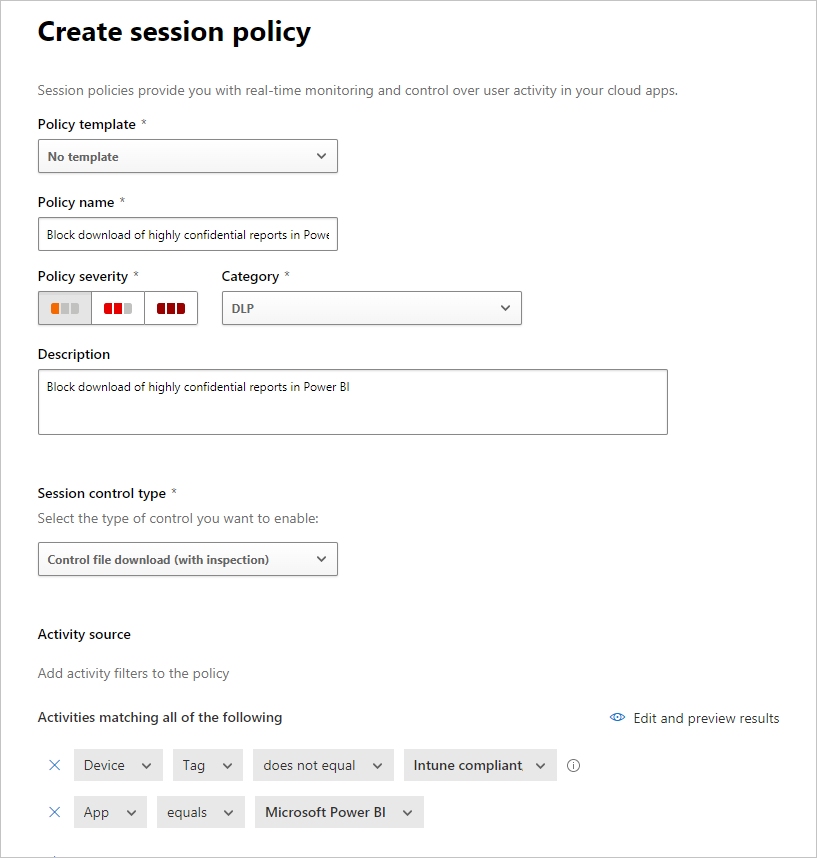 Create session policy
Session policies provide you with real-time monitoring and control over user activity in your cloud apps.
Policy template *
No template
Policy name *
Block download of highly confidential reports in Powe
Policy severity * Category *
DLP
Description
Block download of highly confidential reports in Power BI
Session control type *
Select the type of control you want to enable:
Control file download (with inspection)
Activity source
Add activity filters to the policy
Activities matching all of the following Edit and preview results
Device Tag does not equal Intune compliant
App equals Microsoft Power BI